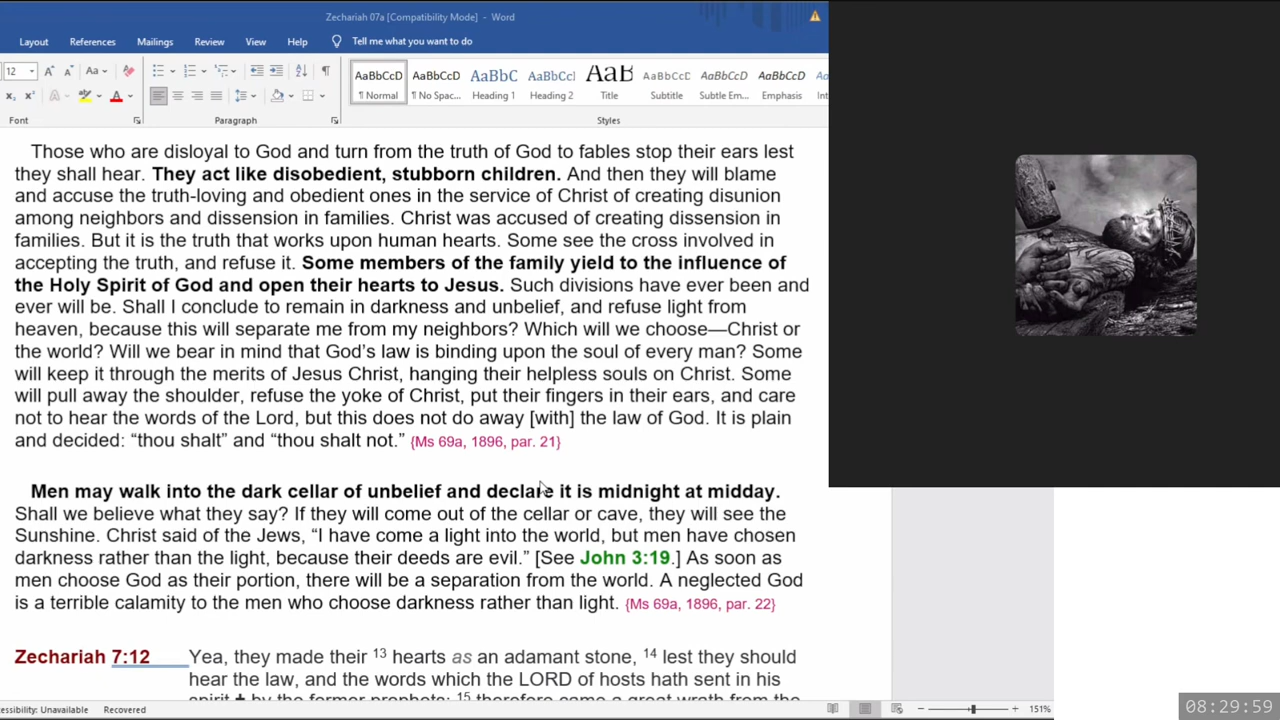 Zechariah 07a [Compatibility Mode] - Word
Layout References Mailings Review View Help Tell me what you want to do
12 Aa
AaBbCcD AaBbCcD AaBbC AaBbCc AaB AaBbCcD AaBbCcD AaBbCcD
¶ Normal ¶ No Spac... Heading 1 Heading 2 Title Subtitle Subtle Em... Emphasis
Font Paragraph Styles
Those who are disloyal to God and turn from the truth of God to fables stop their ears lest
they shall hear. They act like disobedient, stubborn children. And then they will blame
and accuse the truth-loving and obedient ones in the service of Christ of creating disunion
among neighbors and dissension in families. Christ was accused of creating dissension in
families. But it is the truth that works upon human hearts. Some see the cross involved in
accepting the truth, and refuse it. Some members of the family yield to the influence of
the Holy Spirit of God and open their hearts to Jesus. Such divisions have ever been and
ever will be. Shall I conclude to remain in darkness and unbelief, and refuse light from
heaven, because this will separate me from my neighbors? Which will we choose—Christ or
the world? Will we bear in mind that God's law is binding upon the soul of every man? Some
will keep it through the merits of Jesus Christ, hanging their helpless souls on Christ. Some
will pull away the shoulder, refuse the yoke of Christ, put their fingers in their ears, and care
not to hear the words of the Lord, but this does not do away [with] the law of God. It is plain
and decided: “thou shalt” and “thou shalt not.” {Ms 69a, 1896, par. 21}
Men may walk into the dark cellar of unbelief and declare it is midnight at midday.
Shall we believe what they say? If they will come out of the cellar or cave, they will see the
Sunshine. Christ said of the Jews, “I have come a light into the world, but men have chosen
darkness rather than the light, because their deeds are evil.” [See John 3:19.] As soon as
men choose God as their portion, there will be a separation from the world. A neglected God
is a terrible calamity to the men who choose darkness rather than light. {Ms 69a, 1896, par. 22}
Zechariah 7:12 Yea, they made their 13 hearts as an adamant stone, 14 lest they should
hear the law, and the words which the LORD of hosts hath sent in his
spirit + by the former prophets: 15 therefore came a great wrath from the
essibility: Unavailable Recovered 151%
08:29:59